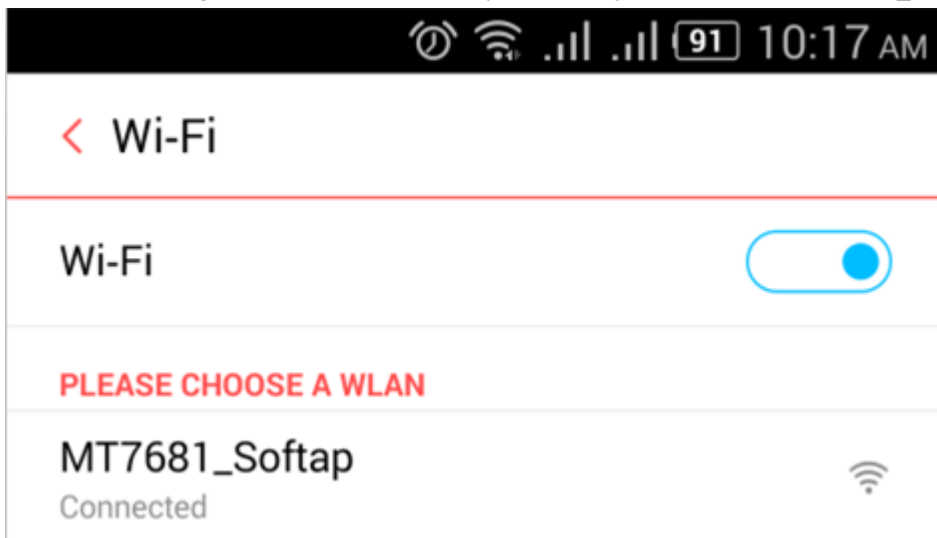 91 10:17 AM
Wi-Fi
Wi-Fi
PLEASE CHOOSE A WLAN
MT7681_Softap
Connected